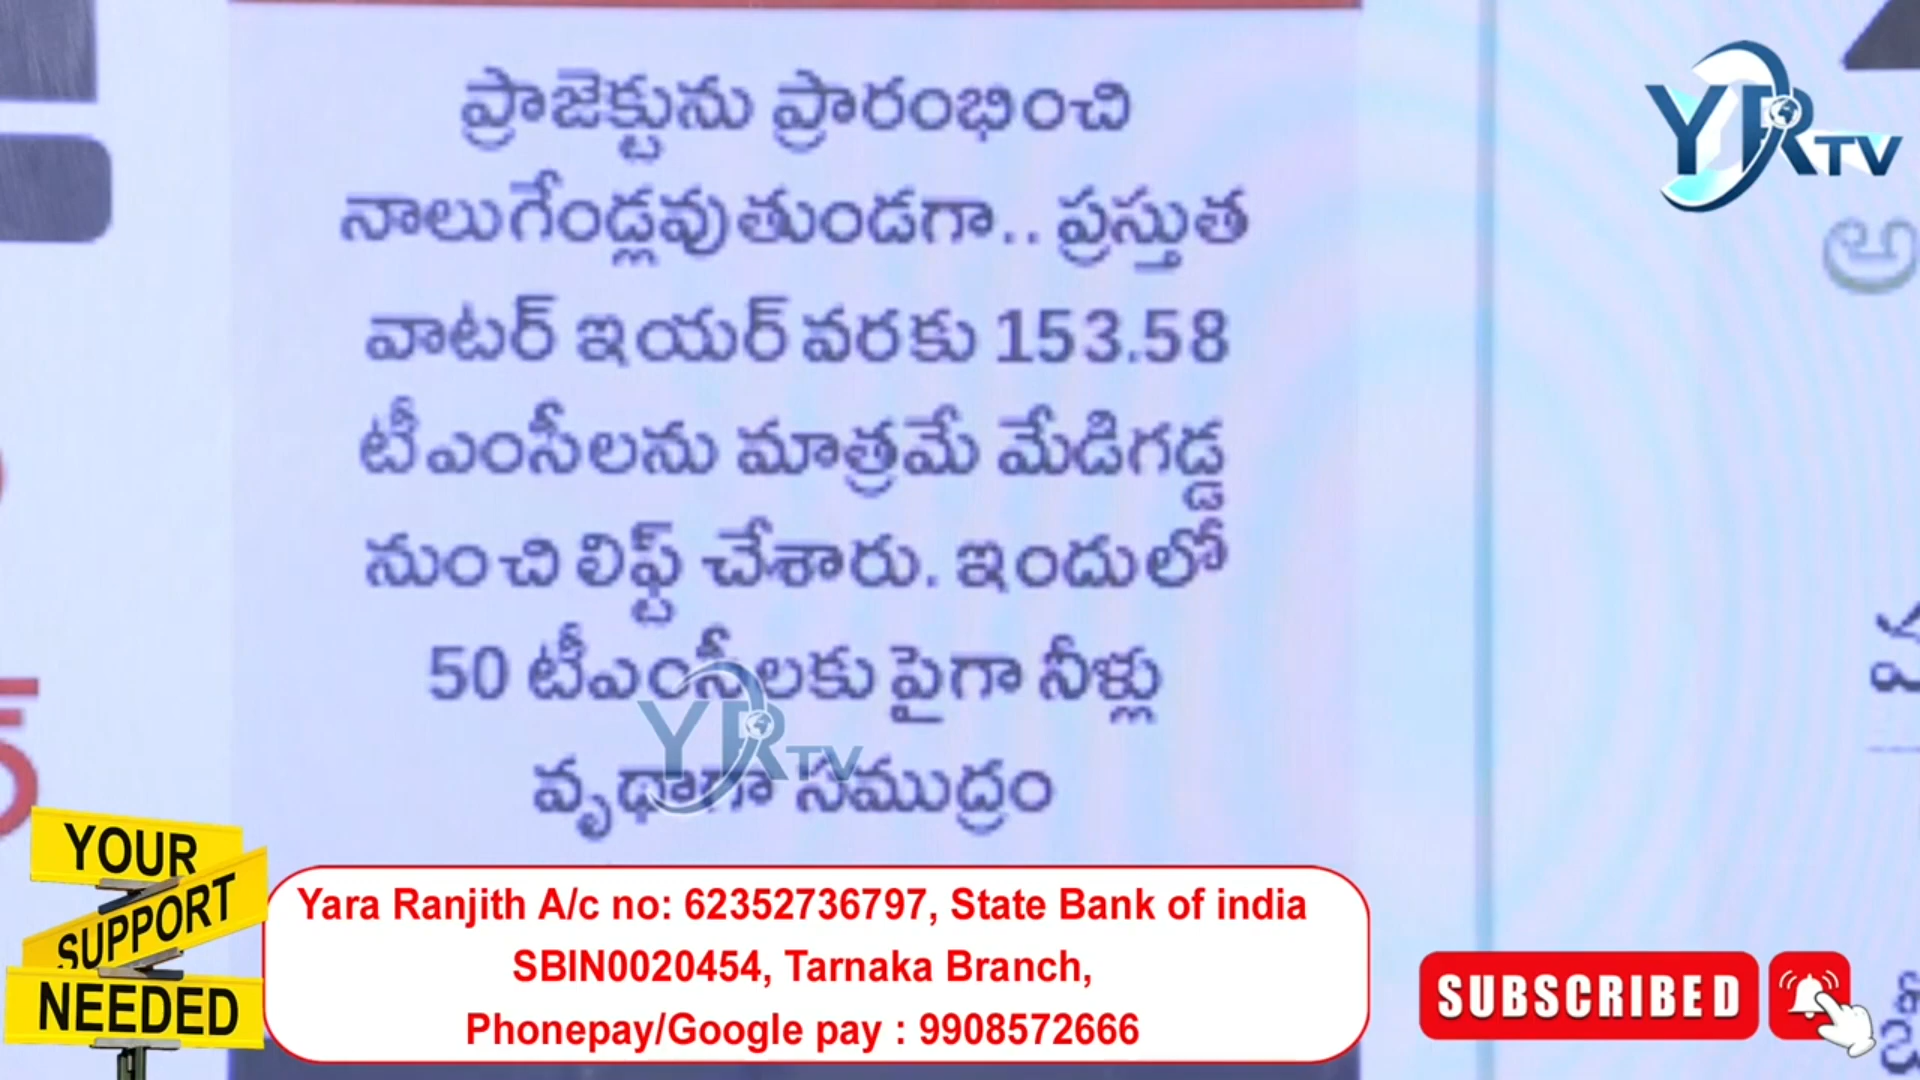 YRTV
ప్రాజెక్టును ప్రారంభించి
నాలుగేండ్లవుతుండగా.. ప్రస్తుత
వాటర్ ఇయర్ వరకు 153.58
టీఎంసీలను మాత్రమే మేడిగడ్డ
నుంచి లిఫ్ట్ చేశారు. ఇందులో
50 టీఎంసీలకు పైగా నీళ్లు
వృథాగా సముద్రం
YRTV
YOUR
SUPPORT
NEEDED
Yara Ranjith A/c no: 62352736797, State Bank of india
SBIN0020454, Tarnaka Branch,
Phonepay/Google pay : 9908572666
SUBSCRIBED